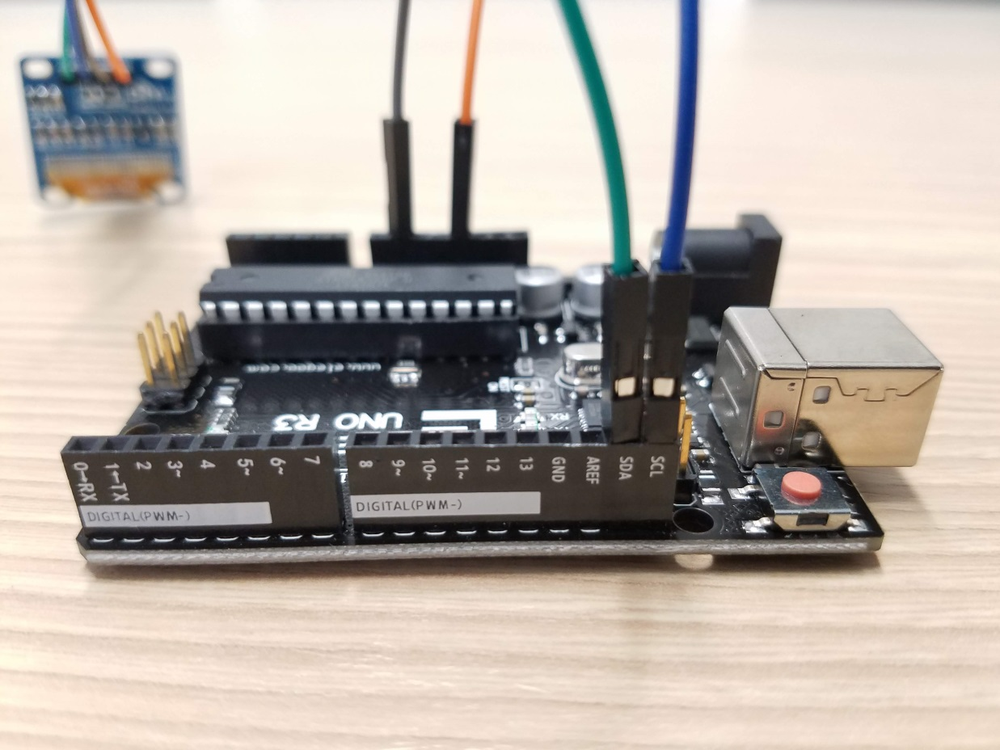 www.elegoo.com
UNO R3
RX
0←RX
1→TX
2
3~
4
5~
6~
7
8
9~
10~
11~
12
13
GND
AREF
SDA
SCL
DIGITAL(PWM~)
DIGITAL(PWM~)